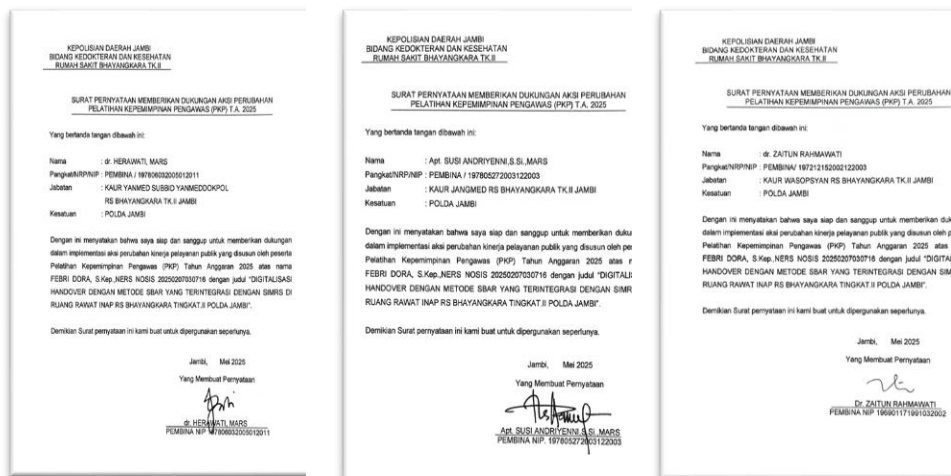 KEPOLISIAN DAERAH JAMBI
BIDANG KEDOKTERAN DAN KESEHATAN
RUMAH SAKIT BHAYANGKARA TK.II
SURAT PERNYATAAN MEMBERIKAN DUKUNGAN AKSI PERUBAHAN
PELATIHAN KEPEMIMPINAN PENGAWAS (PKP) T.A. 2025
Yang bertanda tangan dibawah ini:
Nama : dr. HERAWATI, MARS
Pangkat/NRP/NIP : PEMBINA / 197806032005012011
Jabatan : KAUR YANMED SUBBID YANMEDDOKPOL
RS BHAYANGKARA TK.II JAMBI
Kesatuan : POLDA JAMBI
Dengan ini menyatakan bahwa saya siap dan sanggup untuk memberikan dukungan
dalam implementasi aksi perubahan kinerja pelayanan publik yang disusun oleh peserta
Pelatihan Kepemimpinan Pengawas (PKP) Tahun Anggaran 2025 atas nama
FEBRI DORA, S.Kep.,NERS NOSIS 20250207030716 dengan judul "DIGITALISASI
HANDOVER DENGAN METODE SBAR YANG TERINTEGRASI DENGAN SIMRS DI
RUANG RAWAT INAP RS BHAYANGKARA TINGKAT.II POLDA JAMBI".
Demikian Surat pernyataan ini kami buat untuk dipergunakan seperlunya.
Jambi, Mei 2025
Yang Membuat Pernyataan
dr. HERAWATI, MARS
PEMBINA NIP 197806032005012011
KEPOLISIAN DAERAH JAMBI
BIDANG KEDOKTERAN DAN KESEHATAN
RUMAH SAKIT BHAYANGKARA TK.II
SURAT PERNYATAAN MEMBERIKAN DUKUNGAN AKSI PERUBAHAN
PELATIHAN KEPEMIMPINAN PENGAWAS (PKP) T.A. 2025
Yang bertanda tangan dibawah ini:
Nama : Apt. SUSI ANDRIYENNI,S.Si.,MARS
Pangkat/NRP/NIP : PEMBINA / 197805272003122003
Jabatan : KAUR JANGMED RS BHAYANGKARA TK.II JAMBI
Kesatuan : POLDA JAMBI
Dengan ini menyatakan bahwa saya siap dan sanggup untuk memberikan duku
dalam implementasi aksi perubahan kinerja pelayanan publik yang disusun oleh pe
Pelatihan Kepemimpinan Pengawas (PKP) Tahun Anggaran 2025 atas n
FEBRI DORA, S.Kep.,NERS NOSIS 20250207030716 dengan judul "DIGITALI
HANDOVER DENGAN METODE SBAR YANG TERINTEGRASI DENGAN SIMR
RUANG RAWAT INAP RS BHAYANGKARA TINGKAT.II POLDA JAMBI".
Demikian Surat pernyataan ini kami buat untuk dipergunakan seperlunya.
Jambi, Mei 2025
Yang Membuat Pernyataan
Apt. SUSI ANDRIYENNI,S.SI.,MARS
PEMBINA NIP. 197805272003122003
KEPOLISIAN DAERAH JAMBI
BIDANG KEDOKTERAN DAN KESEHATAN
RUMAH SAKIT BHAYANGKARA TK.II
SURAT PERNYATAAN MEMBERIKAN DUKUNGAN AKSI PERUBAHAN
PELATIHAN KEPEMIMPINAN PENGAWAS (PKP) T.A. 2025
Yang bertanda tangan dibawah ini:
Nama : dr. ZAITUN RAHMAWATI
Pangkat/NRP/NIP : PEMBINA/ 197212152002122003
Jabatan : KAUR WASOPSYAN RS BHAYANGKARA TK.II JAMBI
Kesatuan : POLDA JAMBI
Dengan ini menyatakan bahwa saya siap dan sanggup untuk memberikan duk
dalam implementasi aksi perubahan kinerja pelayanan publik yang disusun oleh p
Pelatihan Kepemimpinan Pengawas (PKP) Tahun Anggaran 2025 atas
FEBRI DORA, S.Kep.,NERS NOSIS 20250207030716 dengan judul "DIGITAL
HANDOVER DENGAN METODE SBAR YANG TERINTEGRASI DENGAN SIM
RUANG RAWAT INAP RS BHAYANGKARA TINGKAT.II POLDA JAMBI".
Demikian Surat pernyataan ini kami buat untuk dipergunakan seperlunya.
Jambi, Mei 2025
Yang Membuat Pernyataan
Dr. ZAITUN RAHMAWATI
PEMBINA NIP 196901171991032002